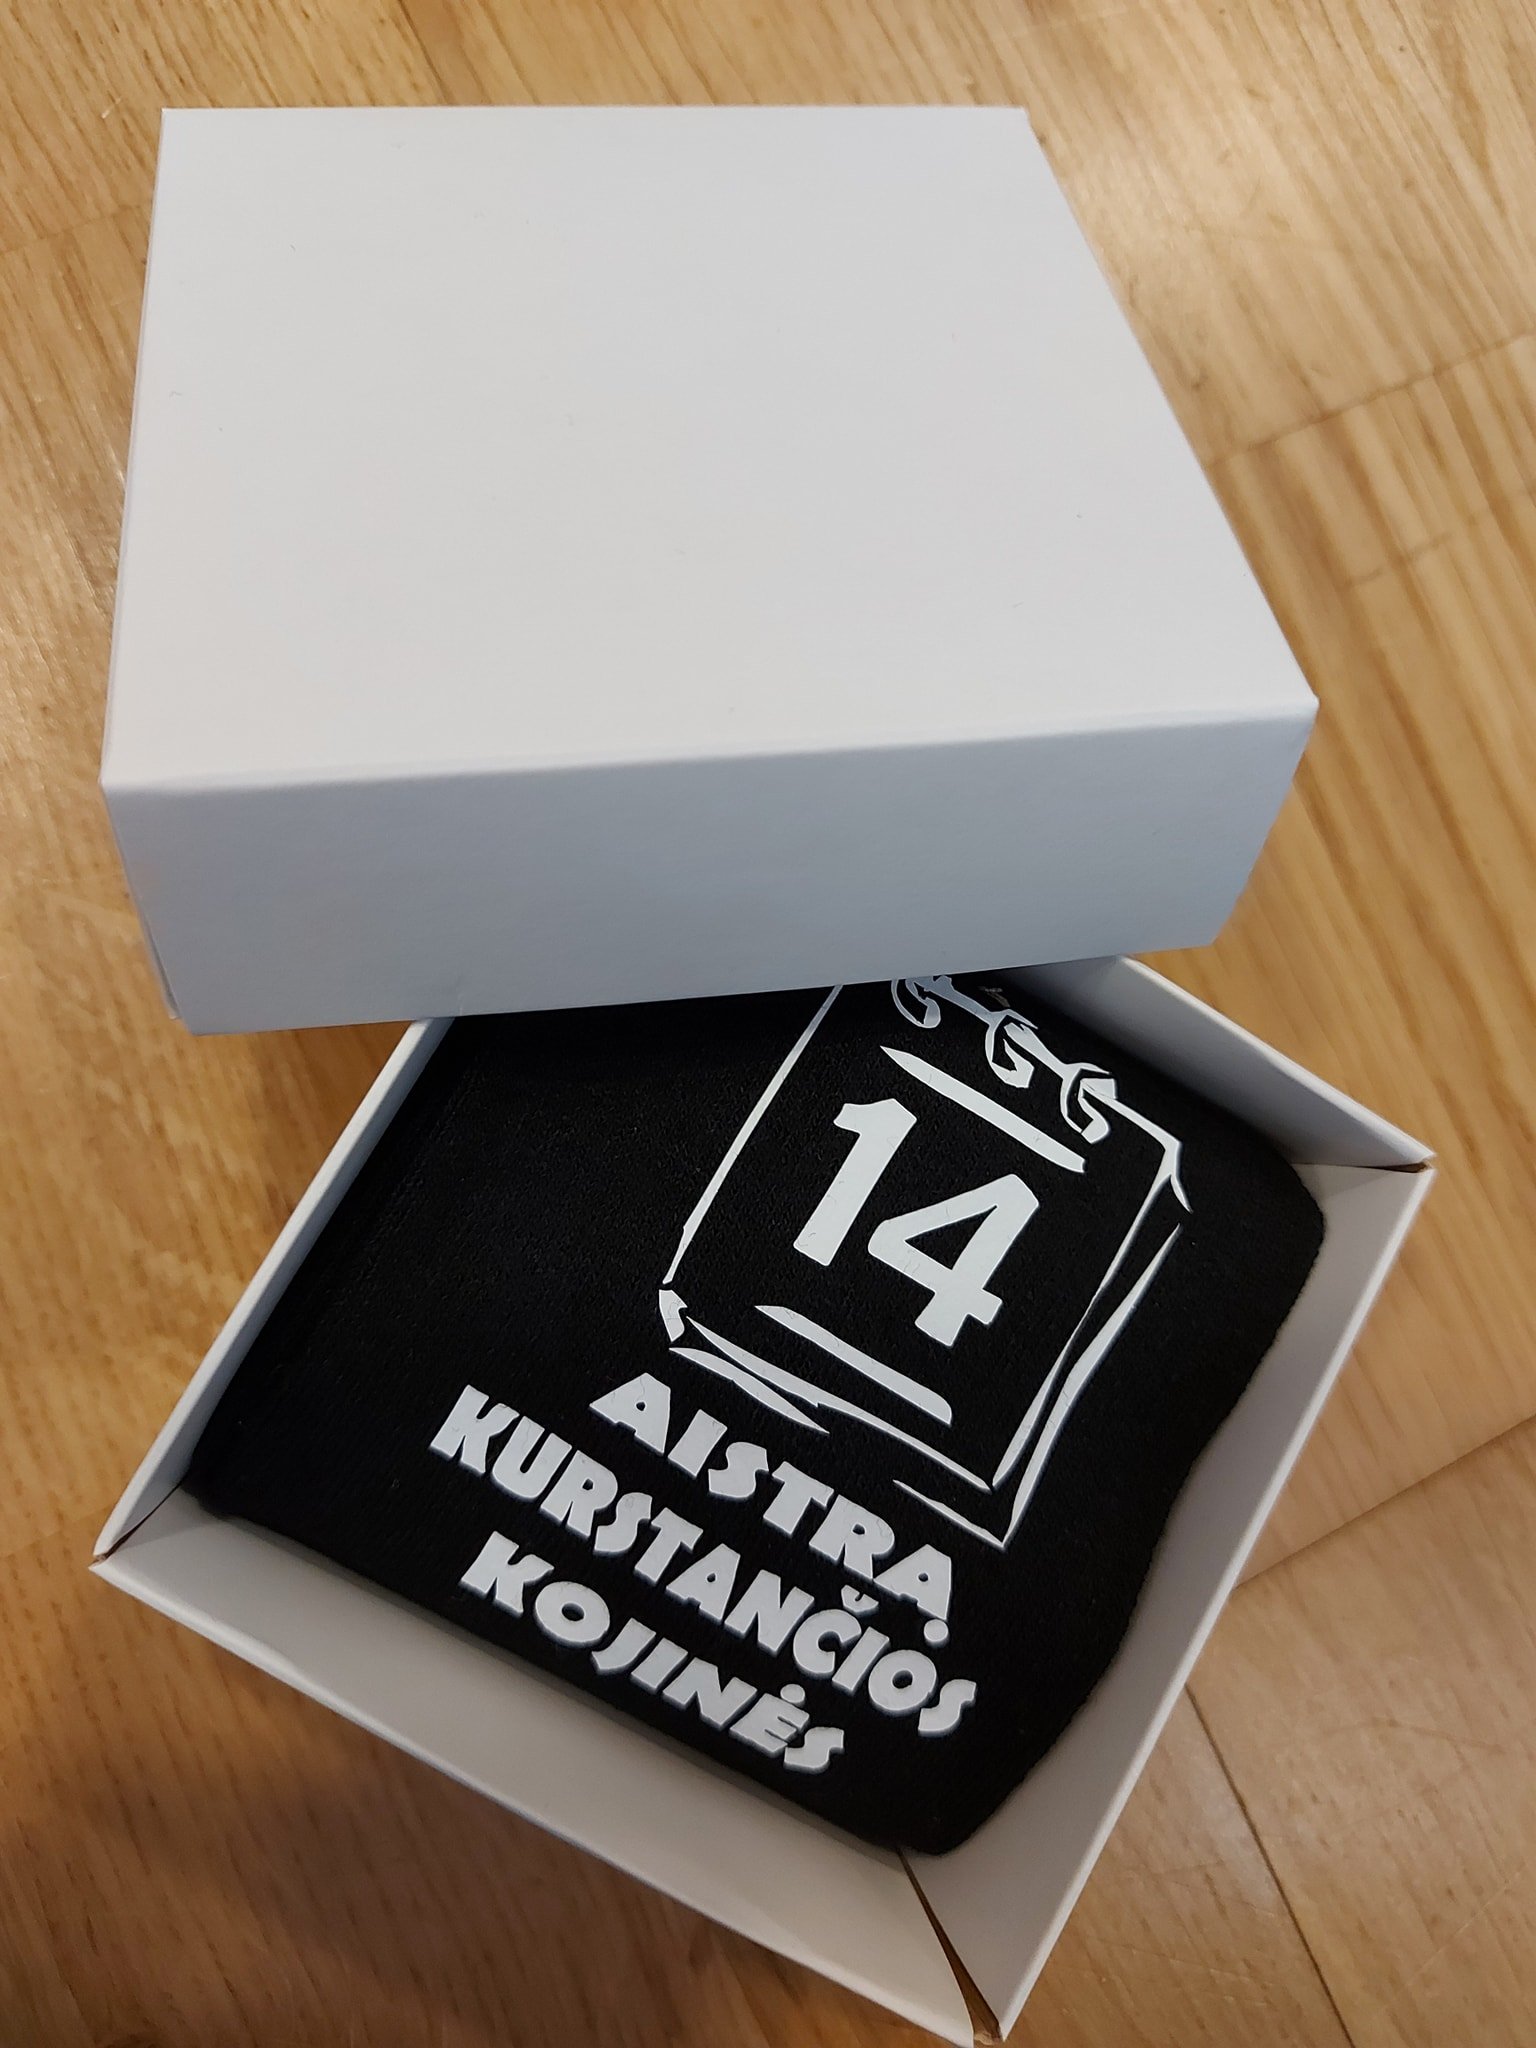 14
AISTRĄ
KURSTANČIOS
KOJINĖS